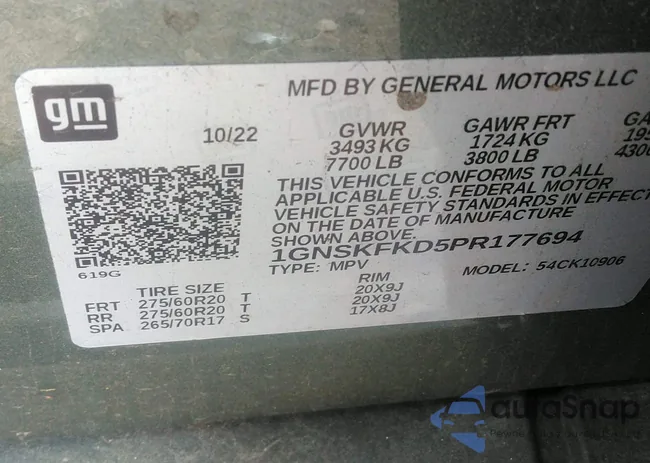 MFD BY GENERAL MOTORS LLC
gm
10/22
GVWR GAWR FRT GA
3493 KG 1724 KG 195
7700 LB 3800 LB 4300
THIS VEHICLE CONFORMS TO ALL
APPLICABLE U.S. FEDERAL MOTOR
VEHICLE SAFETY STANDARDS IN EFFECT
ON THE DATE OF MANUFACTURE
SHOWN ABOVE.
1GNSKFKD5PR177694
619G
TYPE: MPV MODEL: 54CK10906
TIRE SIZE RIM
FRT 275/60R20 T 20X9J
RR 275/60R20 T 20X9J
SPA 265/70R17 S 17X8J
autoSnap